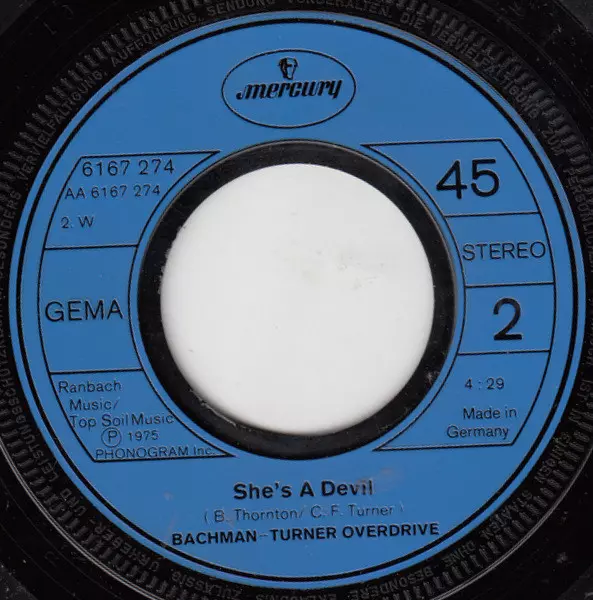 mercury
6167 274
AA 6167 274
2. W
GEMA
Ranbach
Music/
Top Soil Music
Ⓟ 1975
PHONOGRAM Inc.
45
STEREO
2
4:29
Made in
Germany
She's A Devil
( B. Thornton/ C. F. Turner )
BACHMAN-TURNER OVERDRIVE